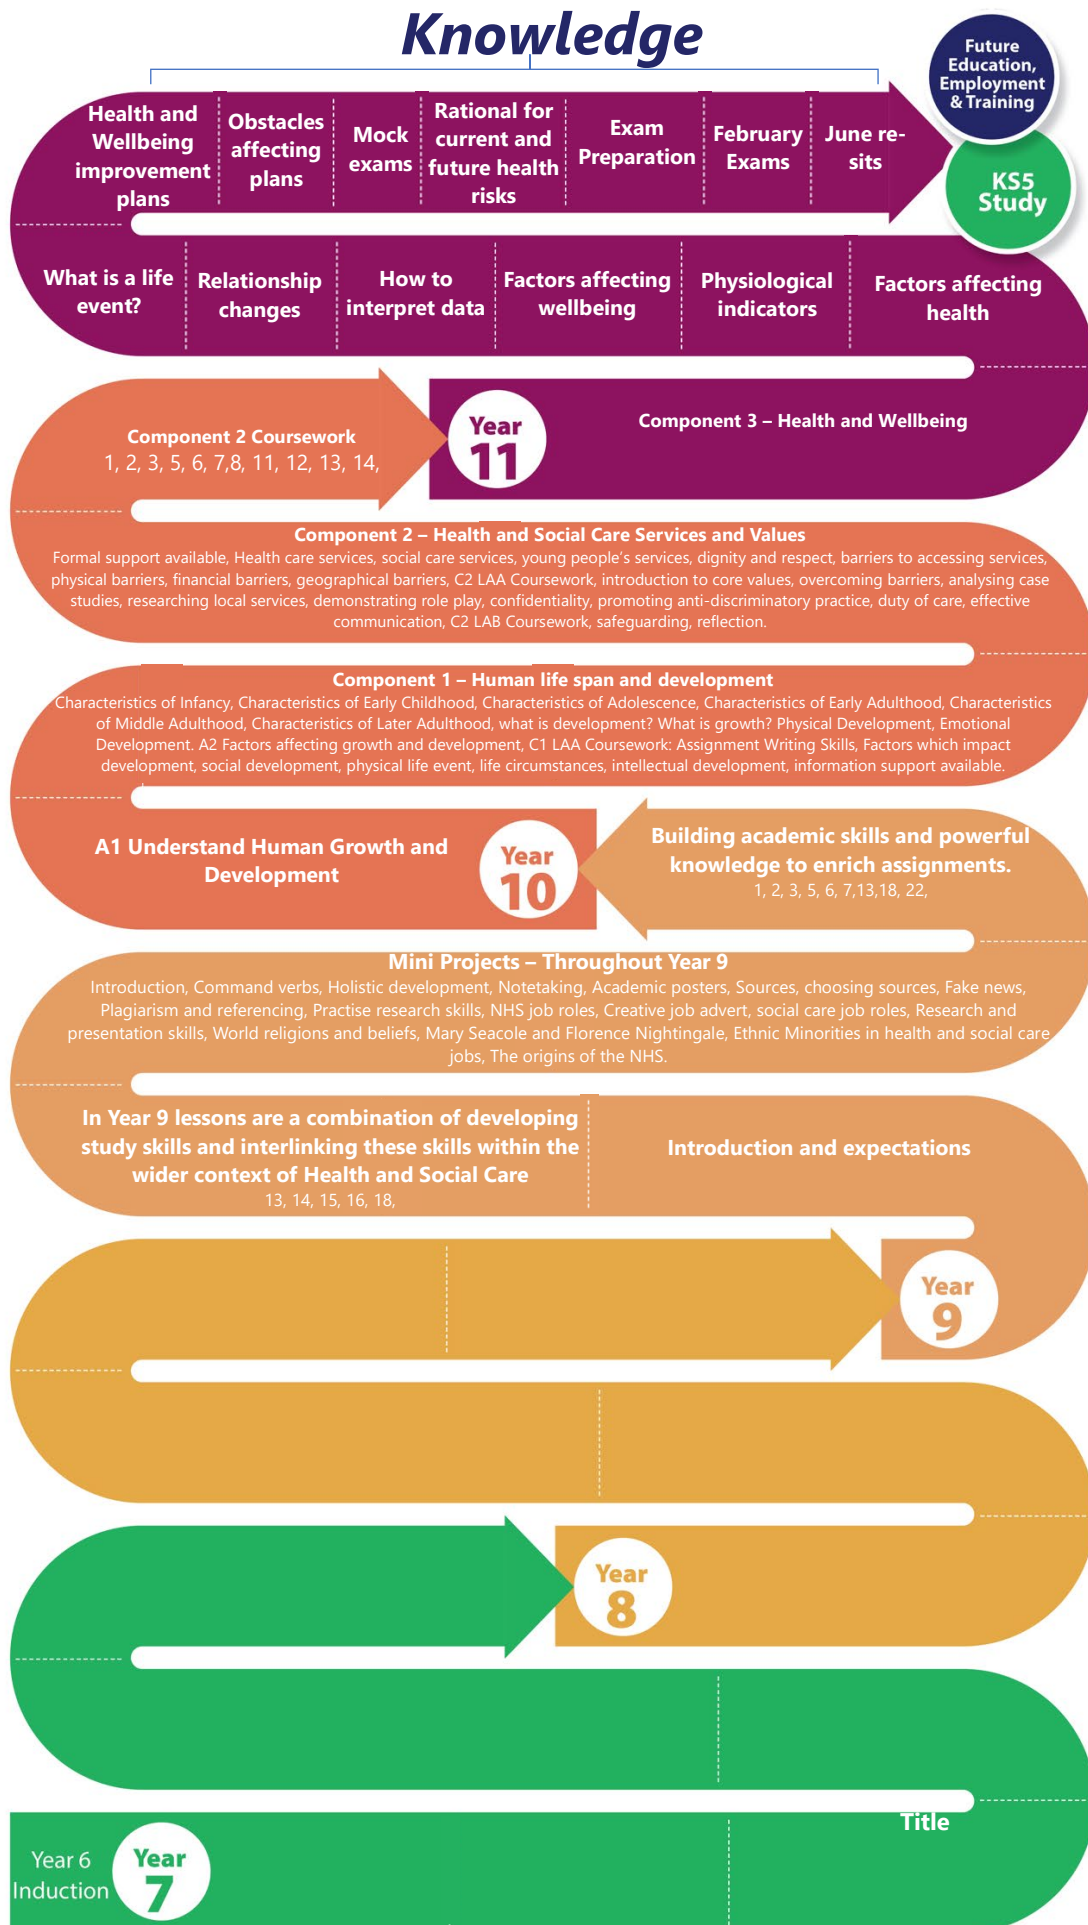 Knowledge
Future
Education,
Employment
& Training
KS5
Study
Health and
Wellbeing
improvement
plans
Obstacles
affecting
plans
Mock
exams
Rational for
current and
future health
risks
Exam
Preparation
February
Exams
June re-
sits
What is a life
event?
Relationship
changes
How to
interpret data
Factors affecting
wellbeing
Physiological
indicators
Factors affecting
health
Component 2 Coursework
1, 2, 3, 5, 6, 7,8, 11, 12, 13, 14,
Year
11
Component 3 – Health and Wellbeing
Component 2 – Health and Social Care Services and Values
Formal support available, Health care services, social care services, young people's services, dignity and respect, barriers to accessing services,
physical barriers, financial barriers, geographical barriers, C2 LAA Coursework, introduction to core values, overcoming barriers, analysing case
studies, researching local services, demonstrating role play, confidentiality, promoting anti-discriminatory practice, duty of care, effective
communication, C2 LAB Coursework, safeguarding, reflection.
Component 1 – Human life span and development
Characteristics of Infancy, Characteristics of Early Childhood, Characteristics of Adolescence, Characteristics of Early Adulthood, Characteristics
of Middle Adulthood, Characteristics of Later Adulthood, what is development? What is growth? Physical Development, Emotional
Development. A2 Factors affecting growth and development, C1 LAA Coursework: Assignment Writing Skills, Factors which impact
development, social development, physical life event, life circumstances, intellectual development, information support available.
A1 Understand Human Growth and
Development
Year
10
Building academic skills and powerful
knowledge to enrich assignments.
1, 2, 3, 5, 6, 7,13,18, 22,
Mini Projects – Throughout Year 9
Introduction, Command verbs, Holistic development, Notetaking, Academic posters, Sources, choosing sources, Fake news,
Plagiarism and referencing, Practise research skills, NHS job roles, Creative job advert, social care job roles, Research and
presentation skills, World religions and beliefs, Mary Seacole and Florence Nightingale, Ethnic Minorities in health and social care
jobs, The origins of the NHS.
In Year 9 lessons are a combination of developing
study skills and interlinking these skills within the
wider context of Health and Social Care
13, 14, 15, 16, 18,
Introduction and expectations
Year
9
Year
8
Title
Year 6
Induction
Year
7